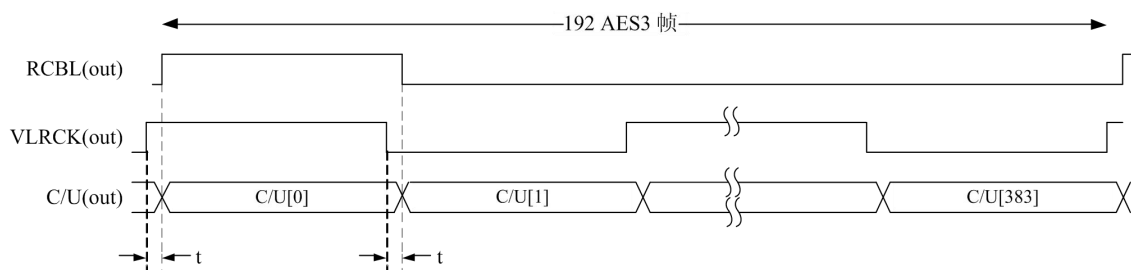 192 AES3 帧
RCBL(out)
VLRCK(out)
C/U(out) C/U[0] C/U[1] C/U[383]
t t